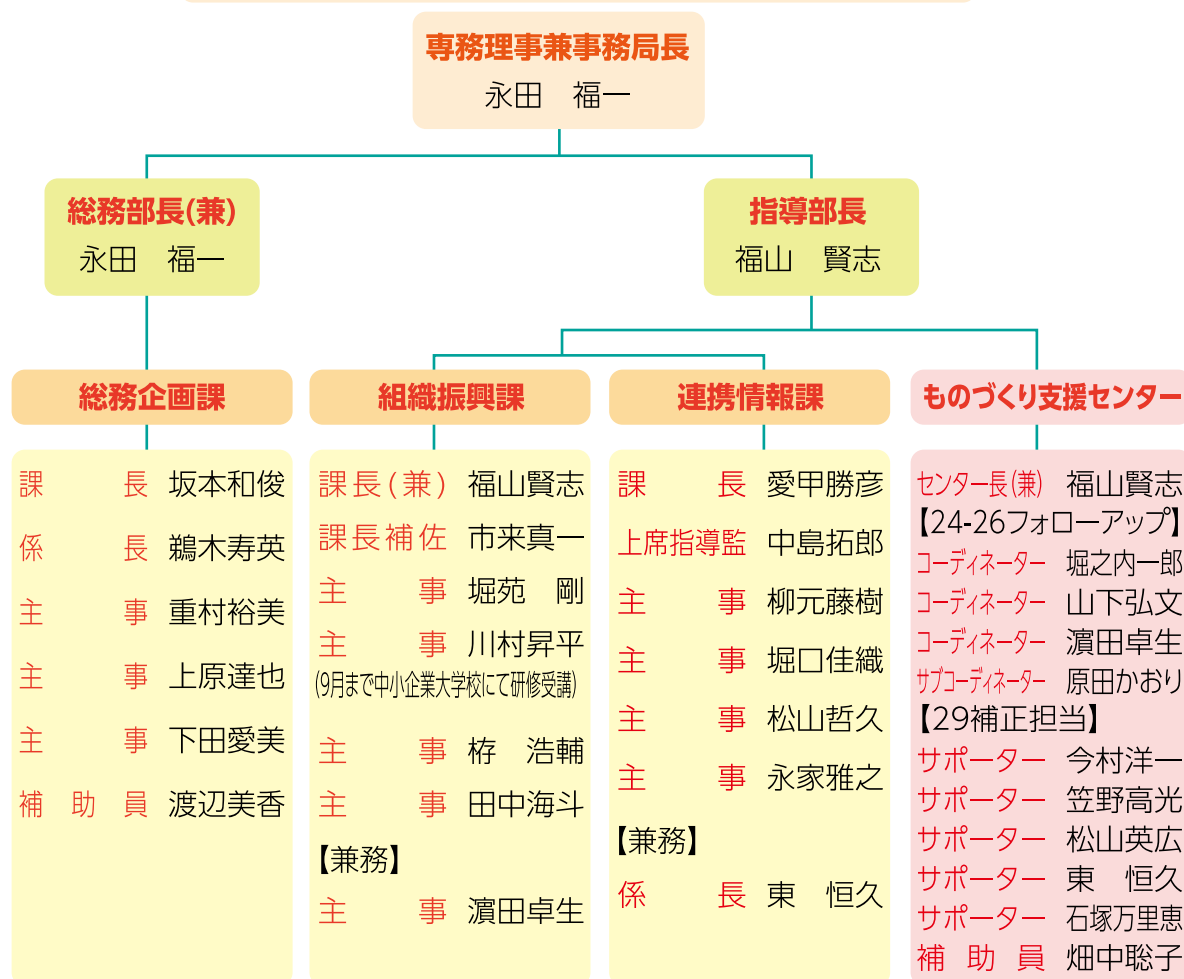 専務理事兼事務局長
永田　福一
総務部長(兼)
永田　福一
指導部長
福山　賢志
総務企画課
課　長 坂本和俊
係　長 鵜木寿英
主　事 重村裕美
主　事 上原達也
主　事 下田愛美
補助員 渡辺美香
組織振興課
課長(兼) 福山賢志
課長補佐 市来真一
主　事 堀苑　剛
主　事 川村昇平
(9月まで中小企業大学校にて研修受講)
主　事 栫　浩輔
主　事 田中海斗
【兼務】
主　事 濵田卓生
連携情報課
課　長 愛甲勝彦
上席指導監 中島拓郎
主　事 柳元藤樹
主　事 堀口佳織
主　事 松山哲久
主　事 永家雅之
【兼務】
係　長 東　恒久
ものづくり支援センター
センター長(兼) 福山賢志
【24-26フォローアップ】
コーディネーター 堀之内一郎
コーディネーター 山下弘文
コーディネーター 濵田卓生
サブコーディネーター 原田かおり
【29補正担当】
サポーター 今村洋一
サポーター 笠野高光
サポーター 松山英広
サポーター 東　恒久
サポーター 石塚万里恵
補助員 畑中聡子